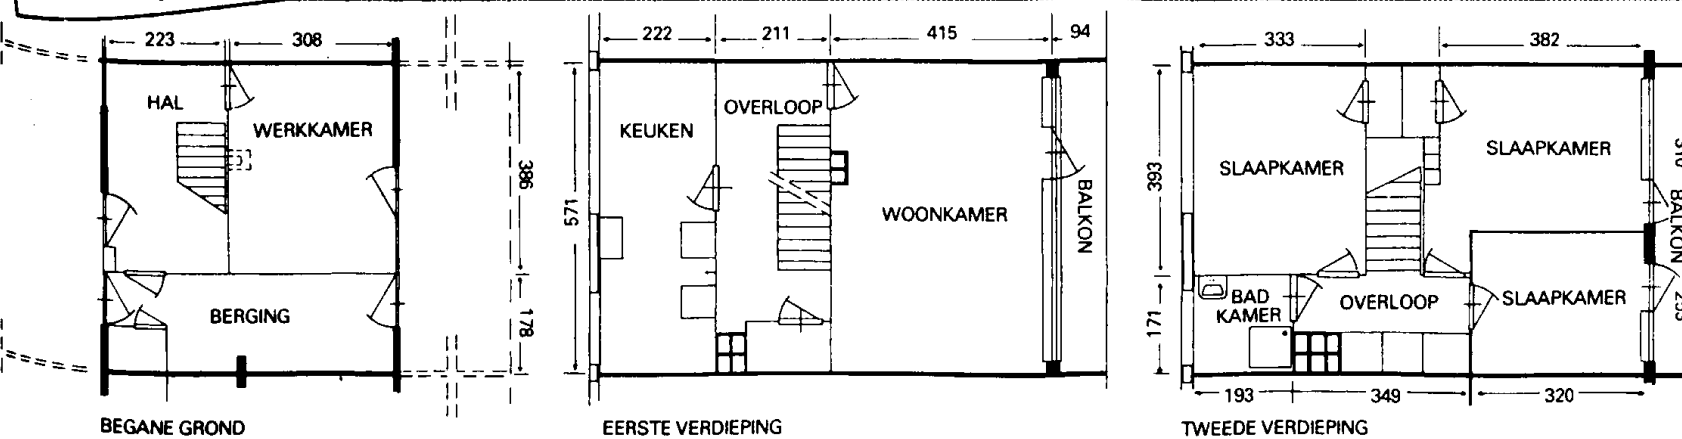 223 308
HAL
WERKKAMER
386
BERGING
178
BEGANE GROND
222 211 415 94
OVERLOOP
KEUKEN
571
WOONKAMER
BALKON
EERSTE VERDIEPING
333 382
SLAAPKAMER
SLAAPKAMER
393
BALKON
BAD
KAMER
OVERLOOP
SLAAPKAMER
171
193 349 320
TWEEDE VERDIEPING